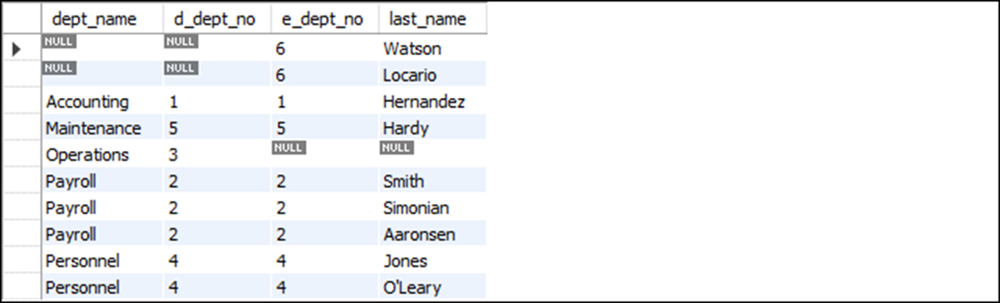 dept_name d_dept_no e_dept_no last_name
NULL NULL 6 Watson
NULL NULL 6 Locario
Accounting 1 1 Hernandez
Maintenance 5 5 Hardy
Operations 3 NULL NULL
Payroll 2 2 Smith
Payroll 2 2 Simonian
Payroll 2 2 Aaronsen
Personnel 4 4 Jones
Personnel 4 4 O'Leary